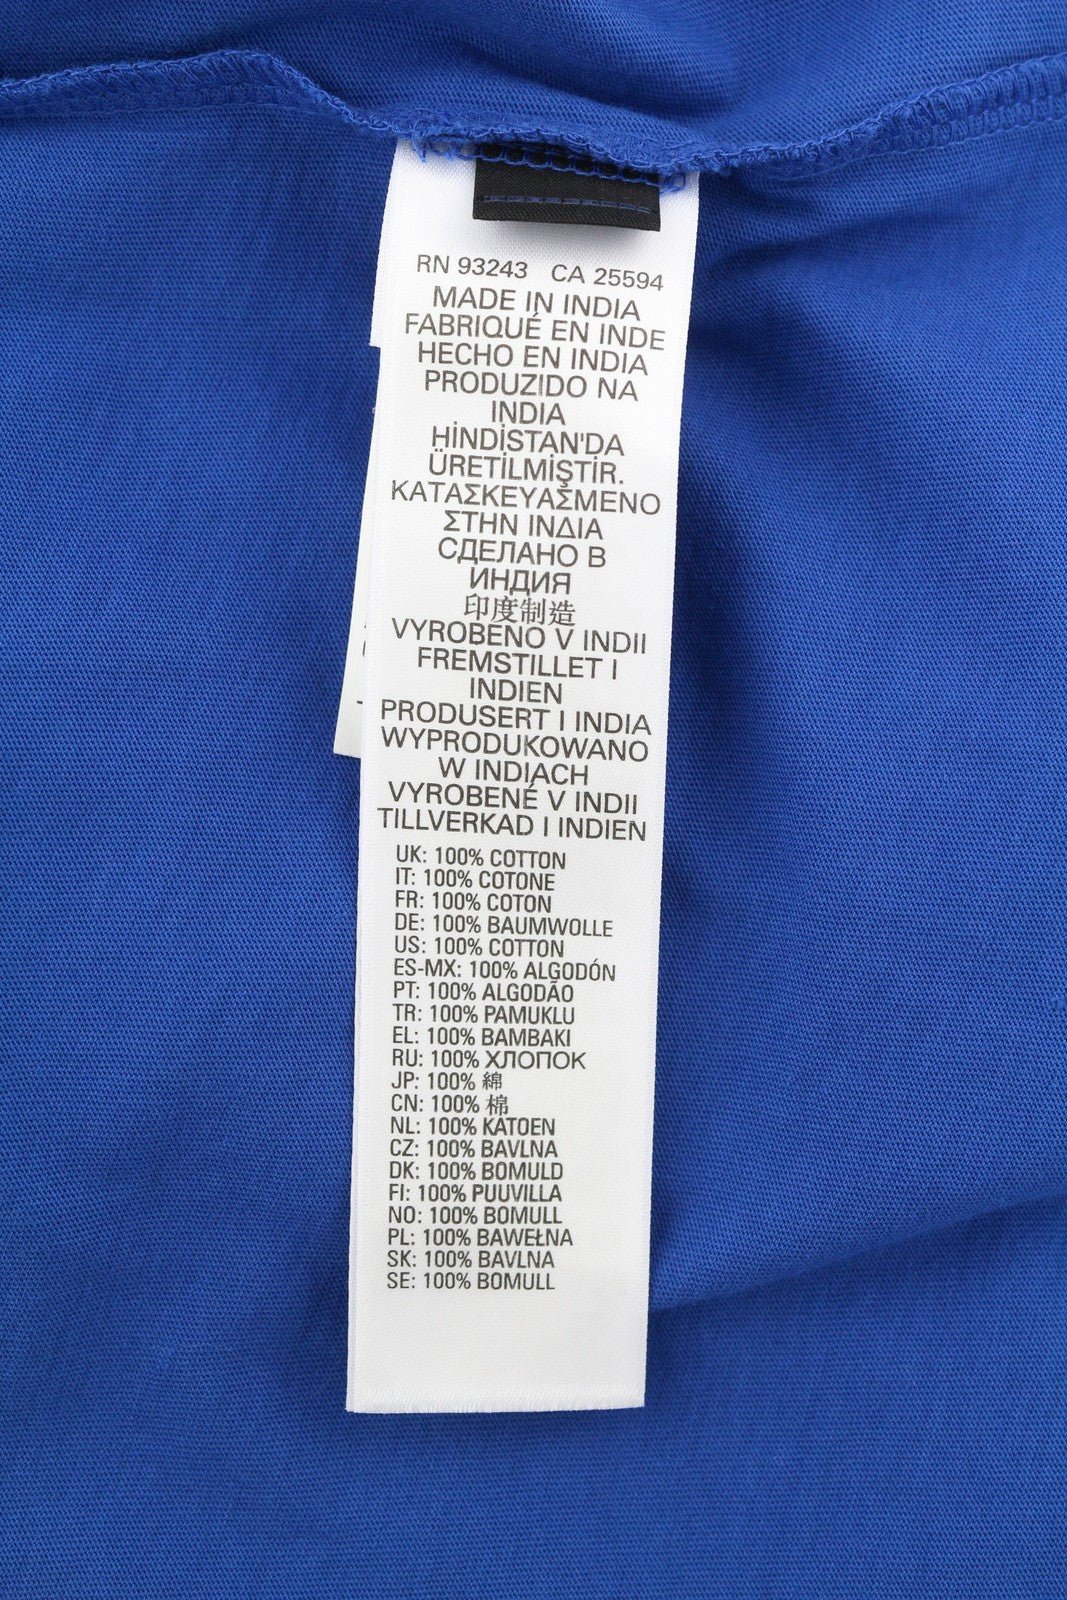 RN 93243 CA 25594
MADE IN INDIA
FABRIQUÉ EN INDE
HECHO EN INDIA
PRODUZIDO NA
INDIA
HİNDİSTAN'DA
ÜRETİLMİŞTİR.
ΚΑΤΑΣΚΕΥΑΣΜΕΝΟ
ΣΤΗΝ ΙΝΔΙΑ
СДЕЛАНО В
ИНДИЯ
印度制造
VYROBENO V INDII
FREMSTILLET I
INDIEN
PRODUSERT I INDIA
WYPRODUKOWANO
W INDIACH
VYROBENÉ V INDII
TILLVERKAD I INDIEN
UK: 100% COTTON
IT: 100% COTONE
FR: 100% COTON
DE: 100% BAUMWOLLE
US: 100% COTTON
ES-MX: 100% ALGODÓN
PT: 100% ALGODÃO
TR: 100% PAMUKLU
EL: 100% ΒΑΜΒΑΚΙ
RU: 100% ХЛОПОК
JP: 100% 綿
CN: 100% 棉
NL: 100% KATOEN
CZ: 100% BAVLNA
DK: 100% BOMULD
FI: 100% PUUVILLA
NO: 100% BOMULL
PL: 100% BAWEŁNA
SK: 100% BAVLNA
SE: 100% BOMULL